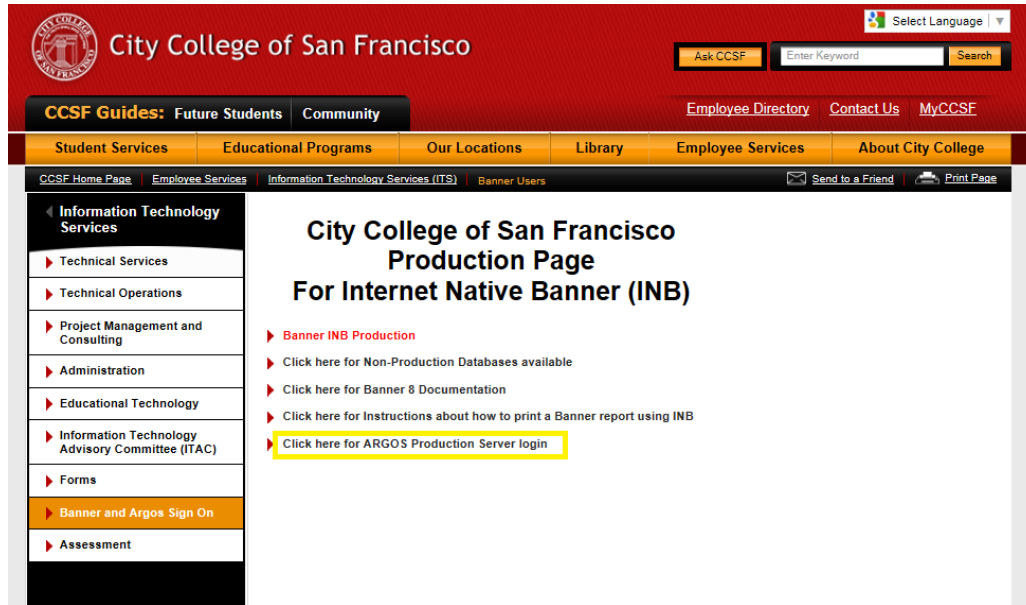 CITY COLLEGE
SAN FRANCISCO
City College of San Francisco
Select Language ▼
Ask CCSF
Enter Keyword
Search
CCSF Guides: Future Students Community
Employee Directory Contact Us MyCCSF
Student Services Educational Programs Our Locations Library Employee Services About City College
CCSF Home Page Employee Services Information Technology Services (ITS) Banner Users
Send to a Friend Print Page
Information Technology
Services
Technical Services
Technical Operations
Project Management and
Consulting
Administration
Educational Technology
Information Technology
Advisory Committee (ITAC)
Forms
Banner and Argos Sign On
Assessment
City College of San Francisco
Production Page
For Internet Native Banner (INB)
Banner INB Production
Click here for Non-Production Databases available
Click here for Banner 8 Documentation
Click here for Instructions about how to print a Banner report using INB
Click here for ARGOS Production Server login